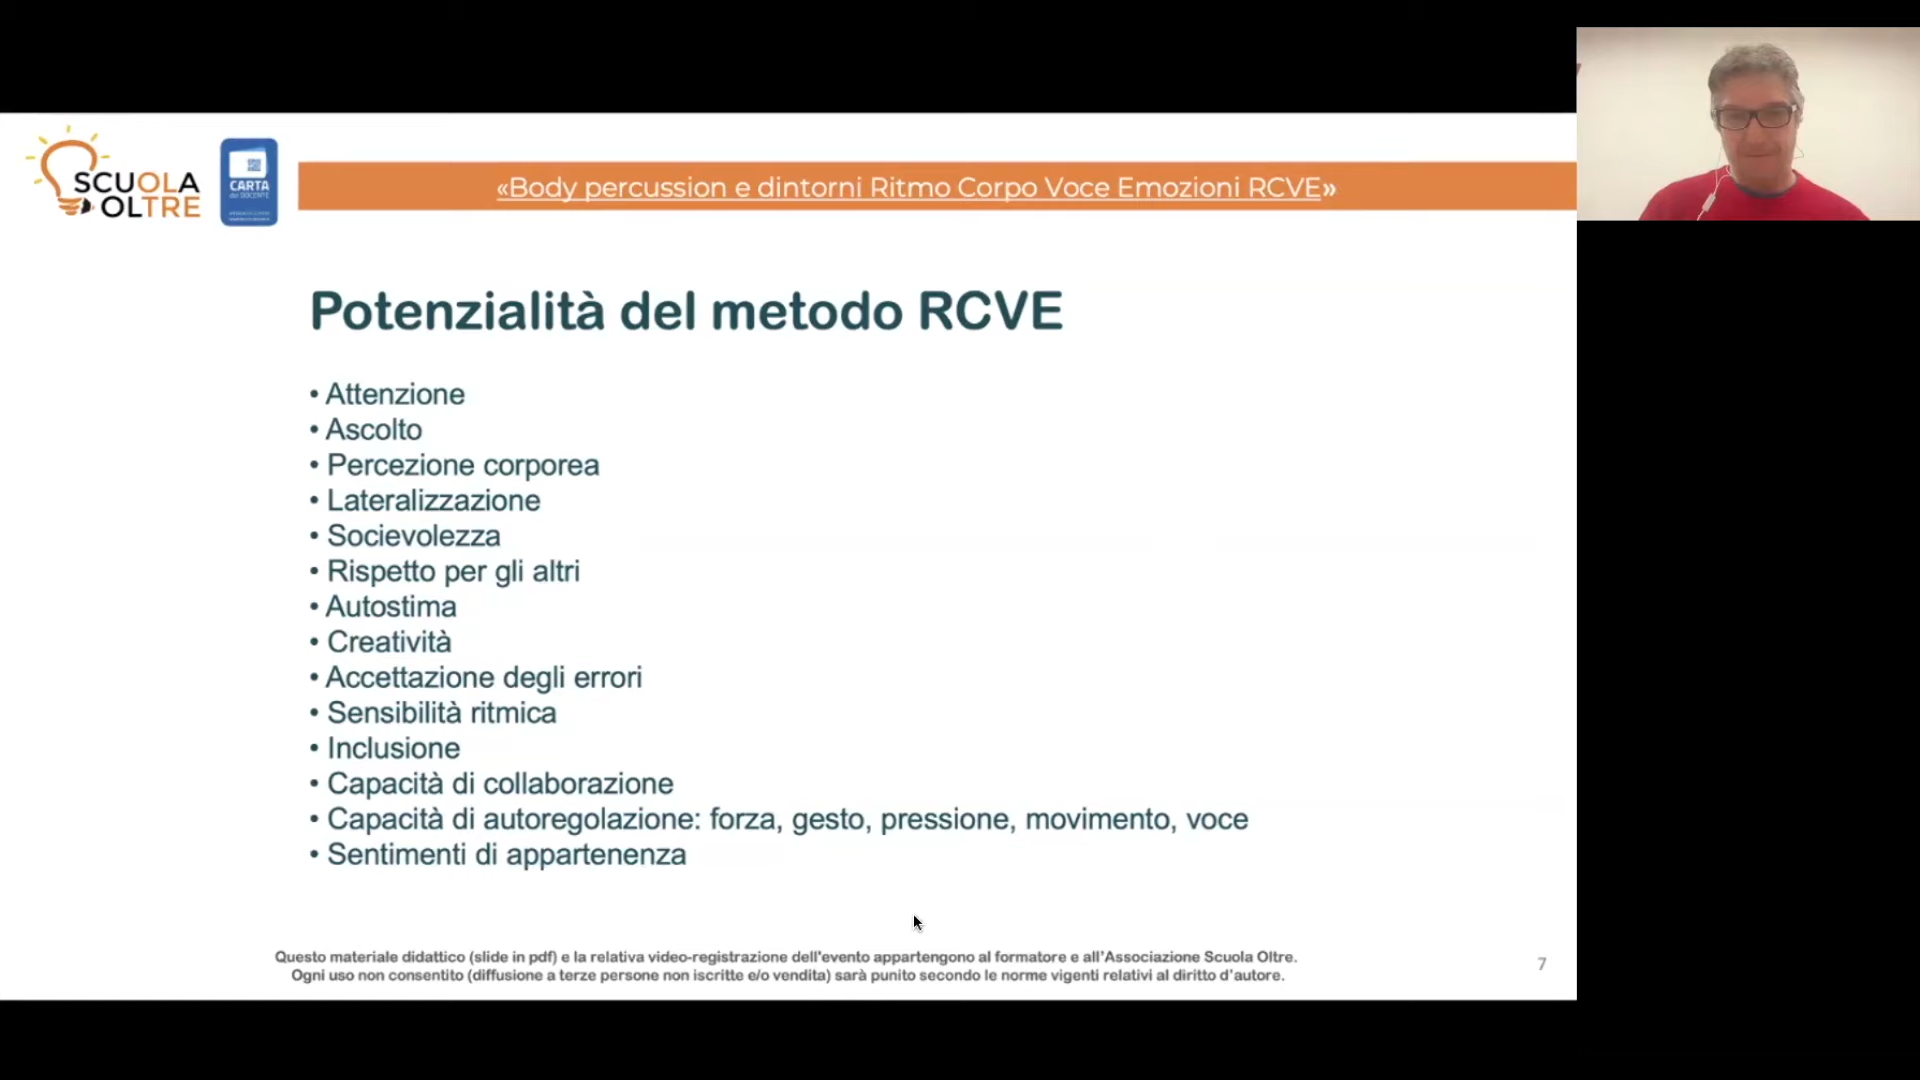 SCUOLA
OLTRE
CARTA
del DOCENTE
«Body percussion e dintorni Ritmo Corpo Voce Emozioni RCVE»
Potenzialità del metodo RCVE
• Attenzione
• Ascolto
• Percezione corporea
• Lateralizzazione
• Socievolezza
• Rispetto per gli altri
• Autostima
• Creatività
• Accettazione degli errori
• Sensibilità ritmica
• Inclusione
• Capacità di collaborazione
• Capacità di autoregolazione: forza, gesto, pressione, movimento, voce
• Sentimenti di appartenenza
Questo materiale didattico (slide in pdf) e la relativa video-registrazione dell'evento appartengono al formatore e all'Associazione Scuola Oltre.
Ogni uso non consentito (diffusione a terze persone non iscritte e/o vendita) sarà punito secondo le norme vigenti relativi al diritto d'autore.
7